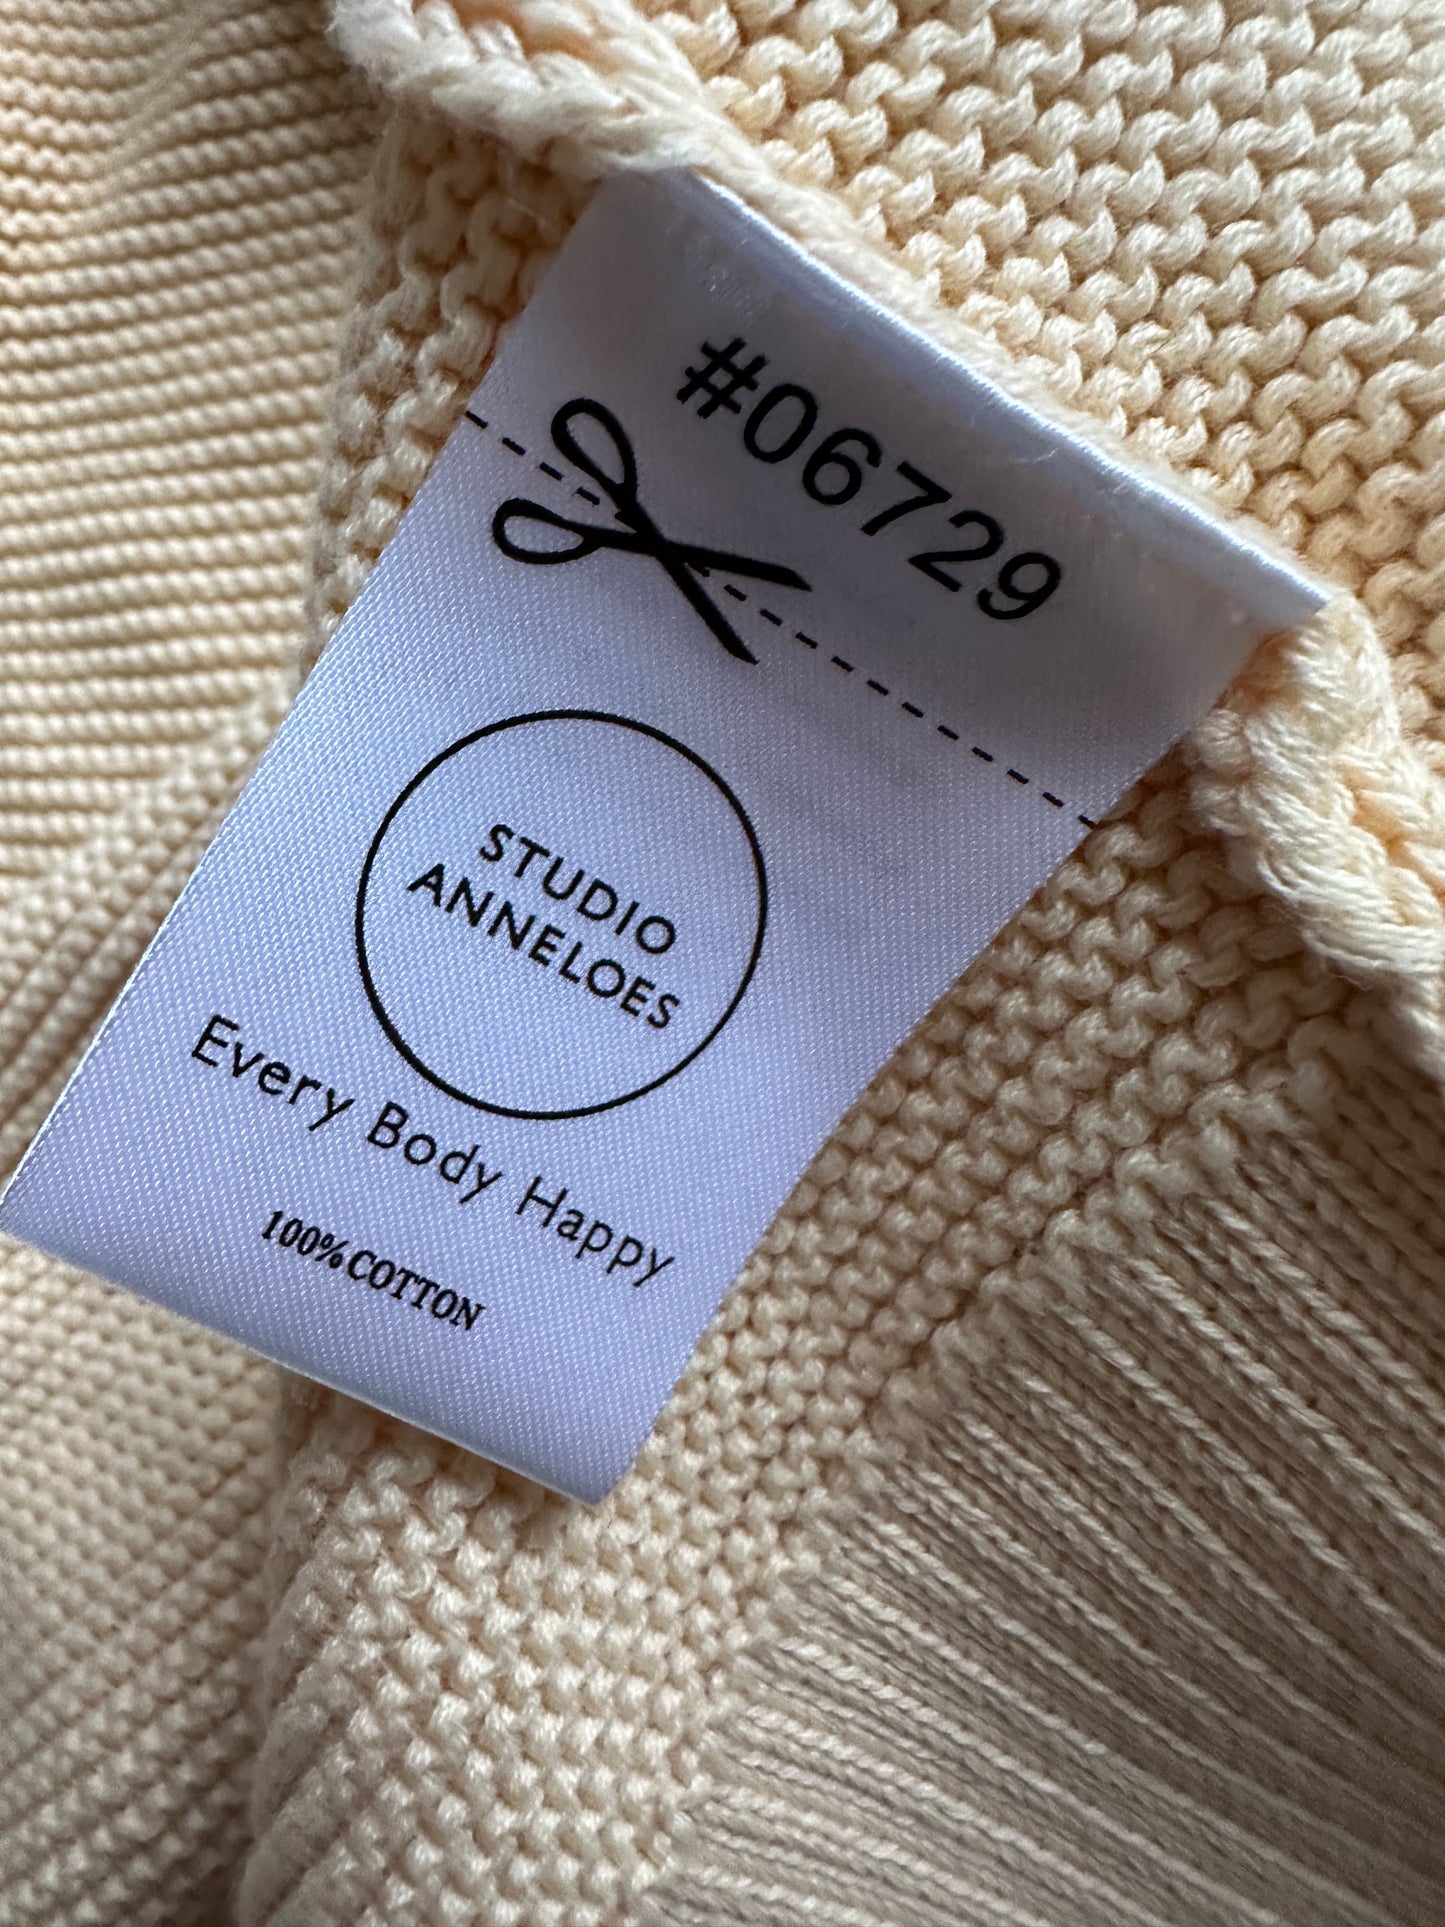 #06729
STUDIO
ANNELOES
Every Body Happy
100%COTTON